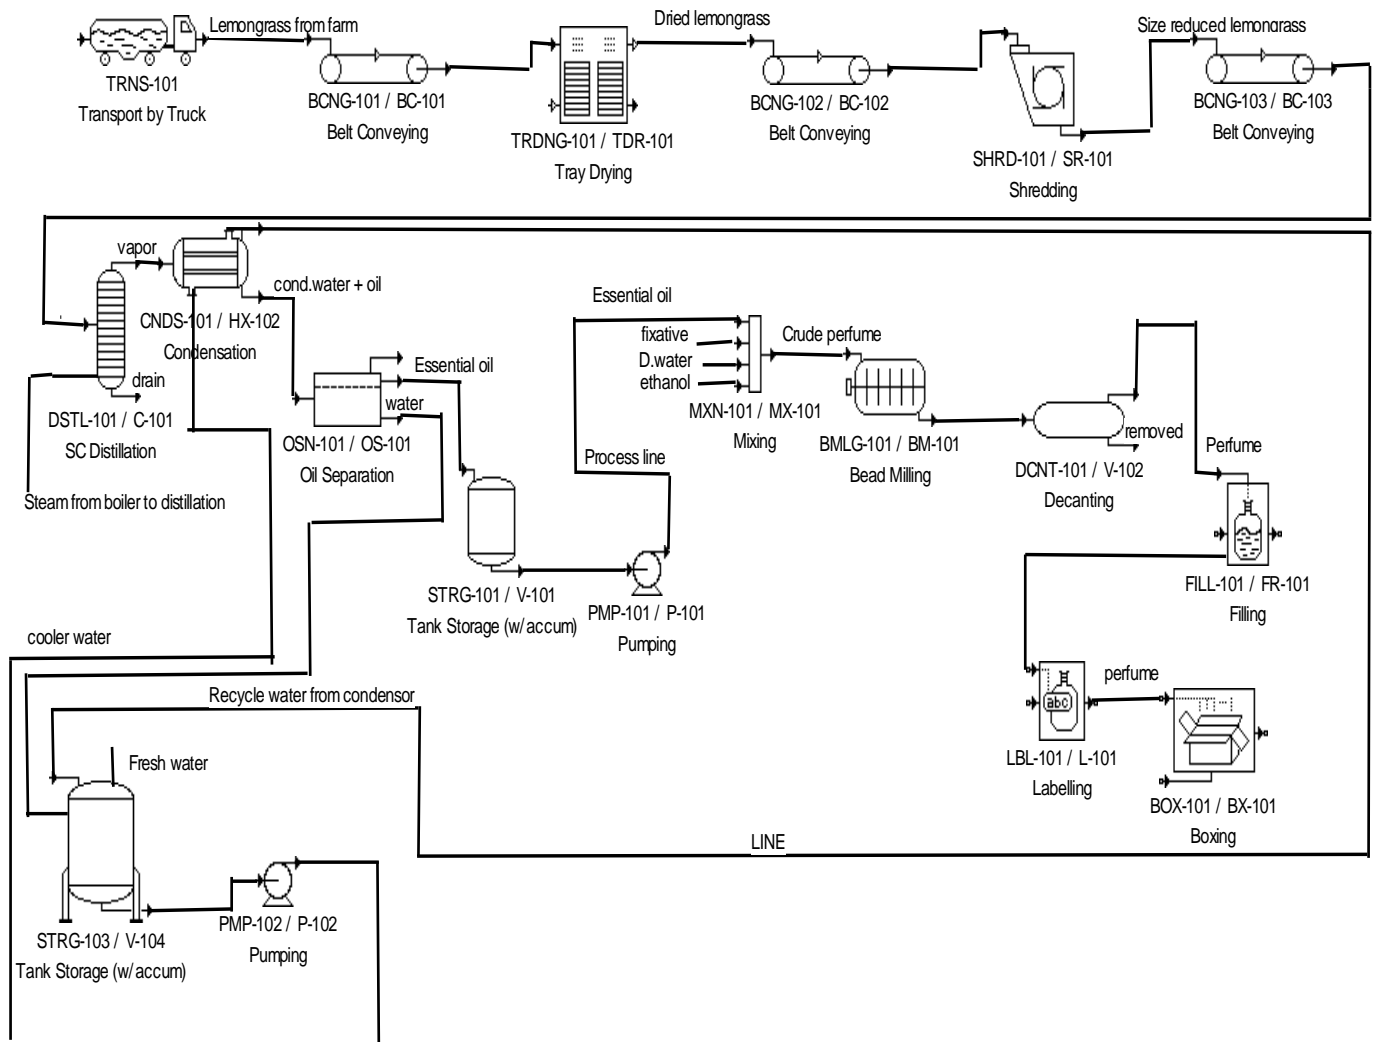 Lemongrass from farm
Dried lemongrass
Size reduced lemongrass
TRNS-101
Transport by Truck
BCNG-101 / BC-101
Belt Conveying
TRDNG-101 / TDR-101
Tray Drying
BCNG-102 / BC-102
Belt Conveying
SHRD-101 / SR-101
Shredding
BCNG-103 / BC-103
Belt Conveying
vapor
cond.water + oil
CNDS-101 / HX-102
Condensation
drain
DSTL-101 / C-101
SC Distillation
Steam from boiler to distillation
Essential oil
water
OSN-101 / OS-101
Oil Separation
Essential oil
fixative
D.water
ethanol
Crude perfume
MXN-101 / MX-101
Mixing
BMLG-101 / BM-101
Bead Milling
removed
DCNT-101 / V-102
Decanting
Perfume
Process line
STRG-101 / V-101
Tank Storage (w/ accum)
PMP-101 / P-101
Pumping
FILL-101 / FR-101
Filling
cooler water
Recycle water from condensor
Fresh water
perfume
abc
LBL-101 / L-101
Labelling
BOX-101 / BX-101
Boxing
LINE
STRG-103 / V-104
Tank Storage (w/ accum)
PMP-102 / P-102
Pumping